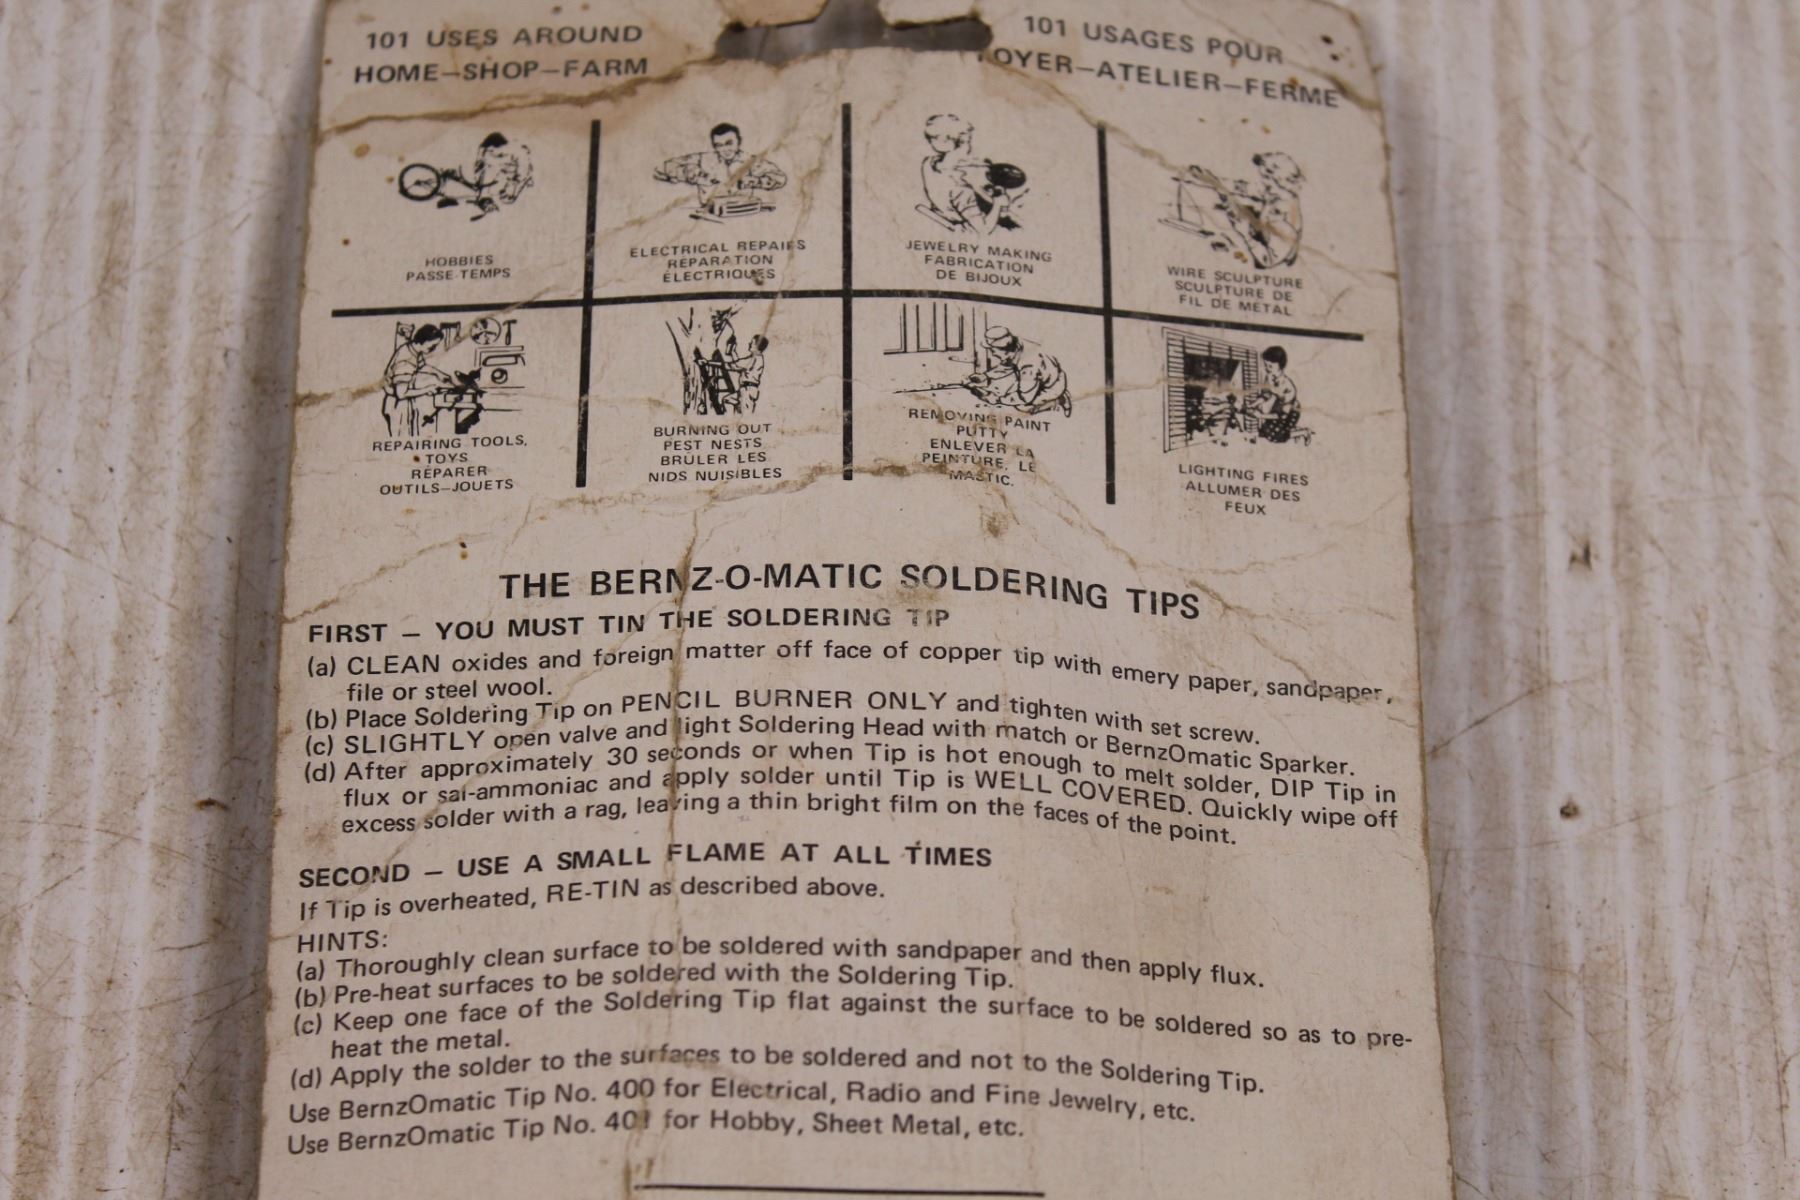 101 USES AROUND
HOME—SHOP—FARM
101 USAGES POUR
OYER—ATELIER—FERME
HOBBIES
PASSE-TEMPS
ELECTRICAL REPAIRS
RÉPARATION
ÉLECTRIQUES
JEWELRY MAKING
FABRICATION
DE BIJOUX
WIRE SCULPTURE
SCULPTURE DE
FIL DE METAL
REPAIRING TOOLS,
TOYS
RÉPARER
OUTILS—JOUETS
BURNING OUT
PEST NESTS
BRÛLER LES
NIDS NUISIBLES
REMOVING PAINT
PUTTY
ENLEVER LA
PEINTURE, LE
MASTIC.
LIGHTING FIRES
ALLUMER DES
FEUX
THE BERNZ-O-MATIC SOLDERING TIPS
FIRST — YOU MUST TIN THE SOLDERING TIP
(a) CLEAN oxides and foreign matter off face of copper tip with emery paper, sandpaper,
file or steel wool.
(b) Place Soldering Tip on PENCIL BURNER ONLY and tighten with set screw.
(c) SLIGHTLY open valve and light Soldering Head with match or BernzOmatic Sparker.
(d) After approximately 30 seconds or when Tip is hot enough to melt solder, DIP Tip in
flux or sal-ammoniac and apply solder until Tip is WELL COVERED. Quickly wipe off
excess solder with a rag, leaving a thin bright film on the faces of the point.
SECOND — USE A SMALL FLAME AT ALL TIMES
If Tip is overheated, RE-TIN as described above.
HINTS:
(a) Thoroughly clean surface to be soldered with sandpaper and then apply flux.
(b) Pre-heat surfaces to be soldered with the Soldering Tip.
(c) Keep one face of the Soldering Tip flat against the surface to be soldered so as to pre-
heat the metal.
(d) Apply the solder to the surfaces to be soldered and not to the Soldering Tip.
Use BernzOmatic Tip No. 400 for Electrical, Radio and Fine Jewelry, etc.
Use BernzOmatic Tip No. 401 for Hobby, Sheet Metal, etc.